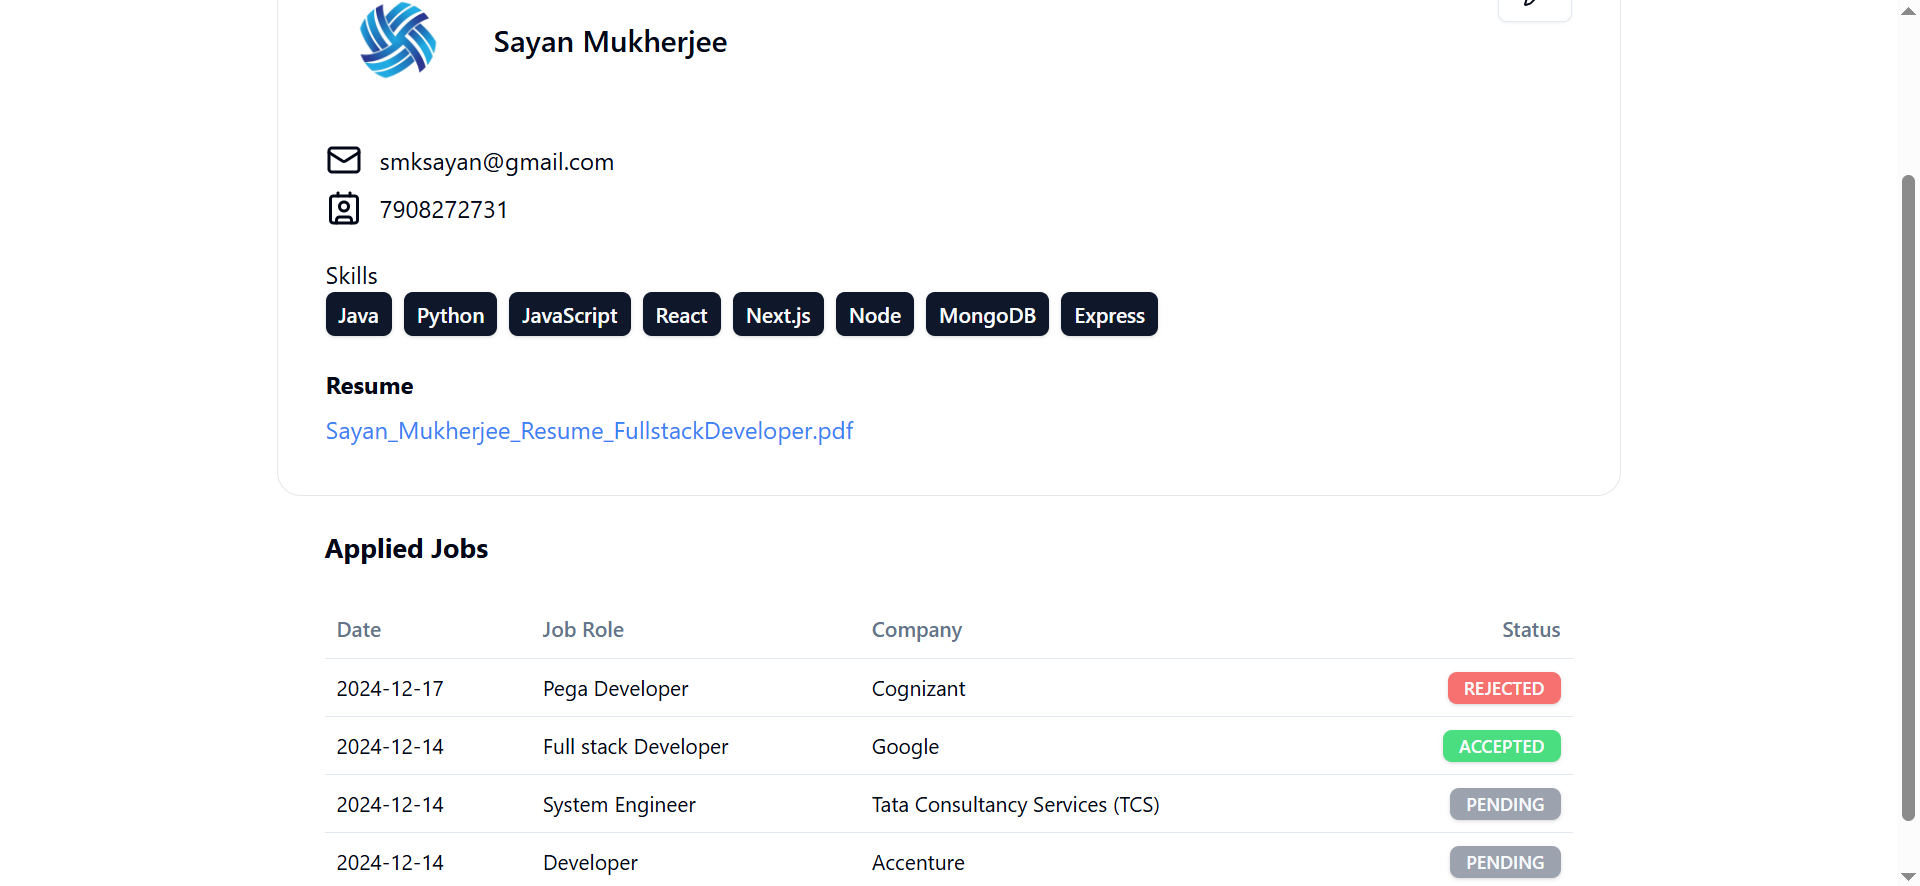 Sayan Mukherjee
smksayan@gmail.com
7908272731
Skills
Java Python JavaScript React Next.js Node MongoDB Express
Resume
Sayan_Mukherjee_Resume_FullstackDeveloper.pdf
Applied Jobs
Date Job Role Company Status
2024-12-17 Pega Developer Cognizant REJECTED
2024-12-14 Full stack Developer Google ACCEPTED
2024-12-14 System Engineer Tata Consultancy Services (TCS) PENDING
2024-12-14 Developer Accenture PENDING